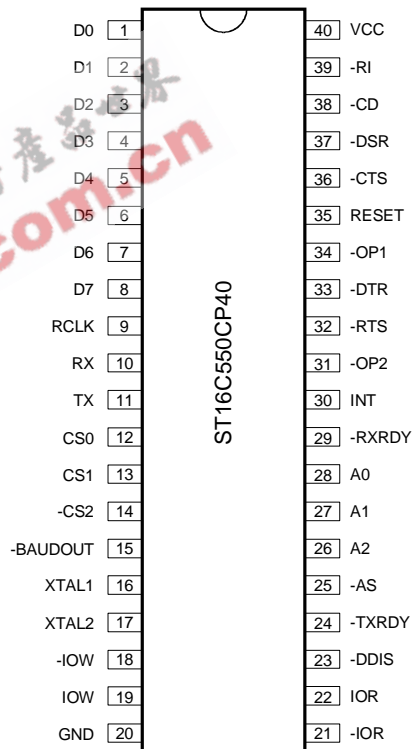 D0 1 40 VCC
D1 2 39 -RI
D2 3 38 -CD
D3 4 37 -DSR
D4 5 36 -CTS
D5 6 35 RESET
D6 7 34 -OP1
D7 8 33 -DTR
RCLK 9 32 -RTS
RX 10 31 -OP2
TX 11 30 INT
CS0 12 29 -RXRDY
CS1 13 28 A0
-CS2 14 27 A1
-BAUDOUT 15 26 A2
XTAL1 16 25 -AS
XTAL2 17 24 -TXRDY
-IOW 18 23 -DDIS
IOW 19 22 IOR
GND 20 21 -IOR
ST16C550CP40
產品世界
com.cn